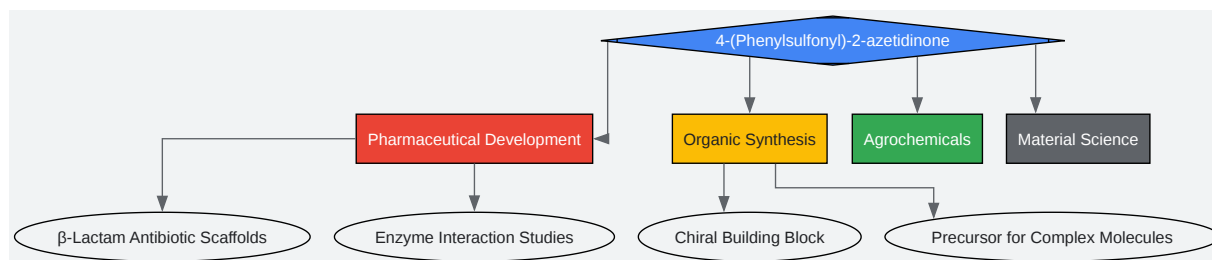 4-(Phenylsulfonyl)-2-azetidinone
Pharmaceutical Development
Organic Synthesis
Agrochemicals
Material Science
β-Lactam Antibiotic Scaffolds
Enzyme Interaction Studies
Chiral Building Block
Precursor for Complex Molecules